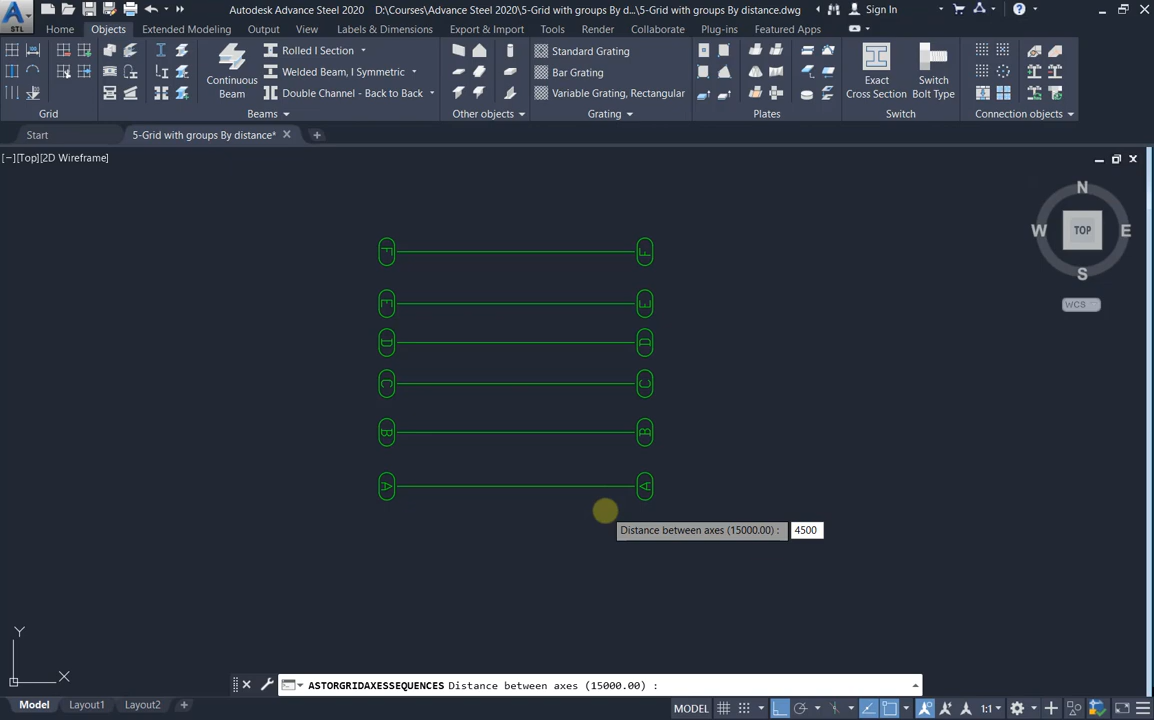 Autodesk Advance Steel 2020 D:\Courses\Advance Steel 2020\5-Grid with groups By d...\5-Grid with groups By distance.dwg Sign In
STL
Home Objects Extended Modeling Output View Labels & Dimensions Export & Import Tools Render Collaborate Plug-ins Featured Apps
Rolled I Section
Welded Beam, I Symmetric
Double Channel - Back to Back
Continuous Beam
Standard Grating
Bar Grating
Variable Grating, Rectangular
Exact Cross Section
Switch Bolt Type
Grid Beams Other objects Grating Plates Switch Connection objects
Start 5-Grid with groups By distance*
[−][Top][2D Wireframe]
N
W TOP E
S
WCS
F F
E E
D D
C C
B B
A A
Distance between axes (15000.00) : 4500
Y
X
ASTORGRIDAXESSEQUENCES Distance between axes (15000.00) :
Model Layout1 Layout2 MODEL 1:1